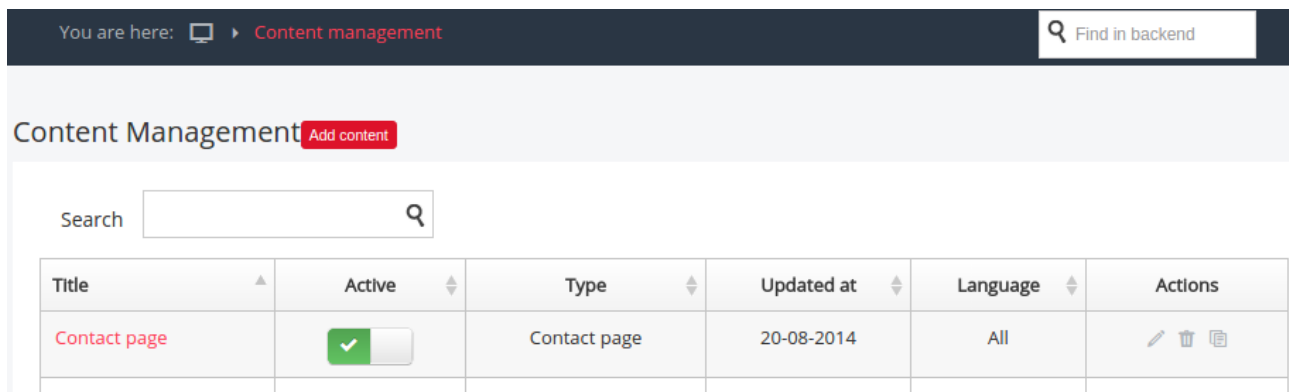 You are here: Content management
Find in backend
Content Management Add content
Search
Title Active Type Updated at Language Actions
Contact page Contact page 20-08-2014 All